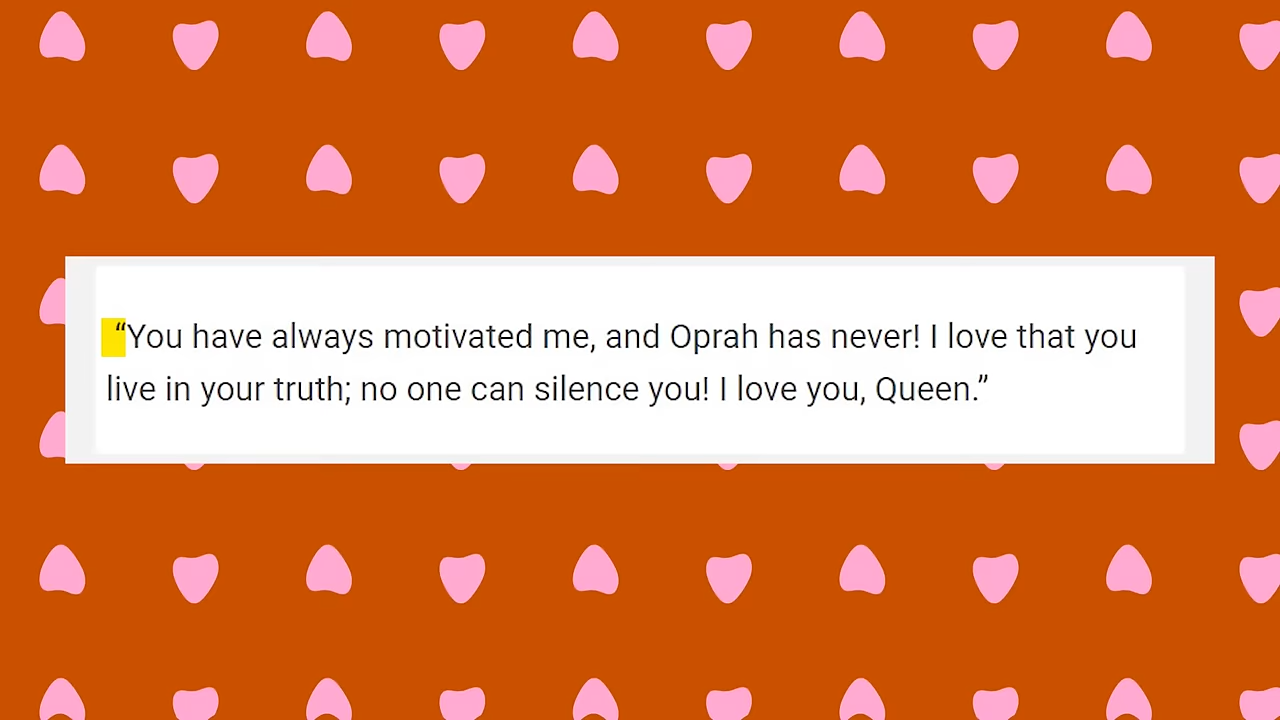 “You have always motivated me, and Oprah has never! I love that you
live in your truth; no one can silence you! I love you, Queen.”